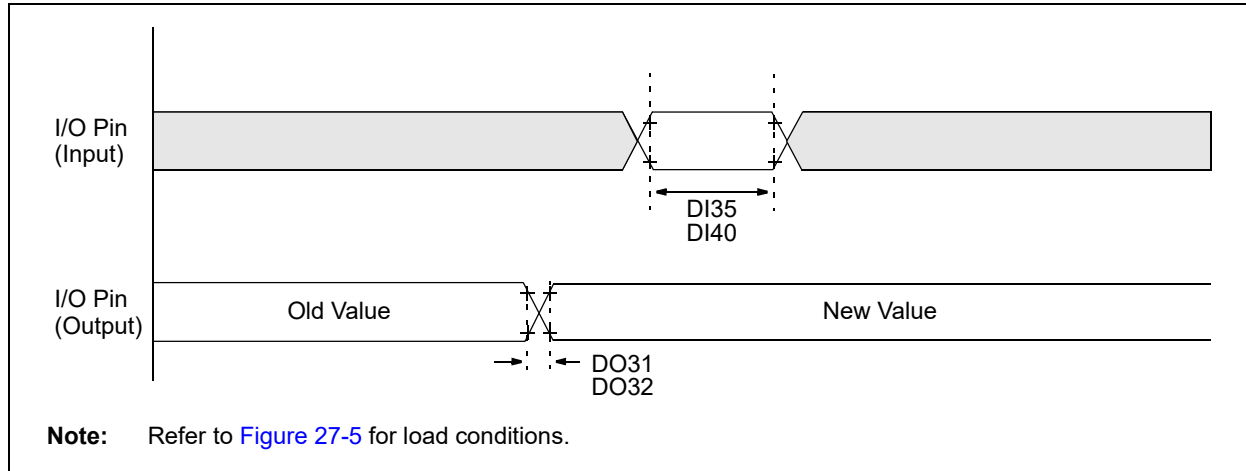 I/O Pin
(Input)
DI35
DI40
I/O Pin
(Output)
Old Value
New Value
DO31
DO32
Note: Refer to Figure 27-5 for load conditions.